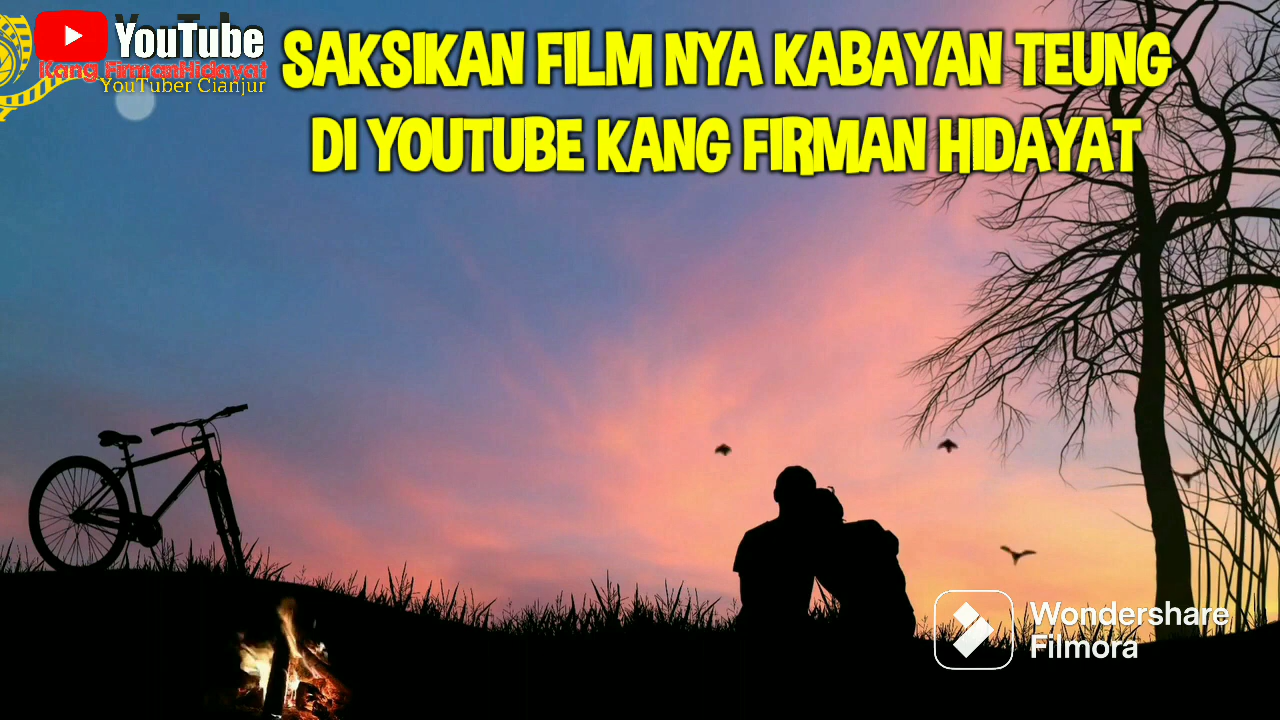 YouTube
Kang FirmanHidayat
YouTuber Cianjur
SAKSIKAN FILM NYA KABAYAN TEUNG
DI YOUTUBE KANG FIRMAN HIDAYAT
Wondershare
Filmora